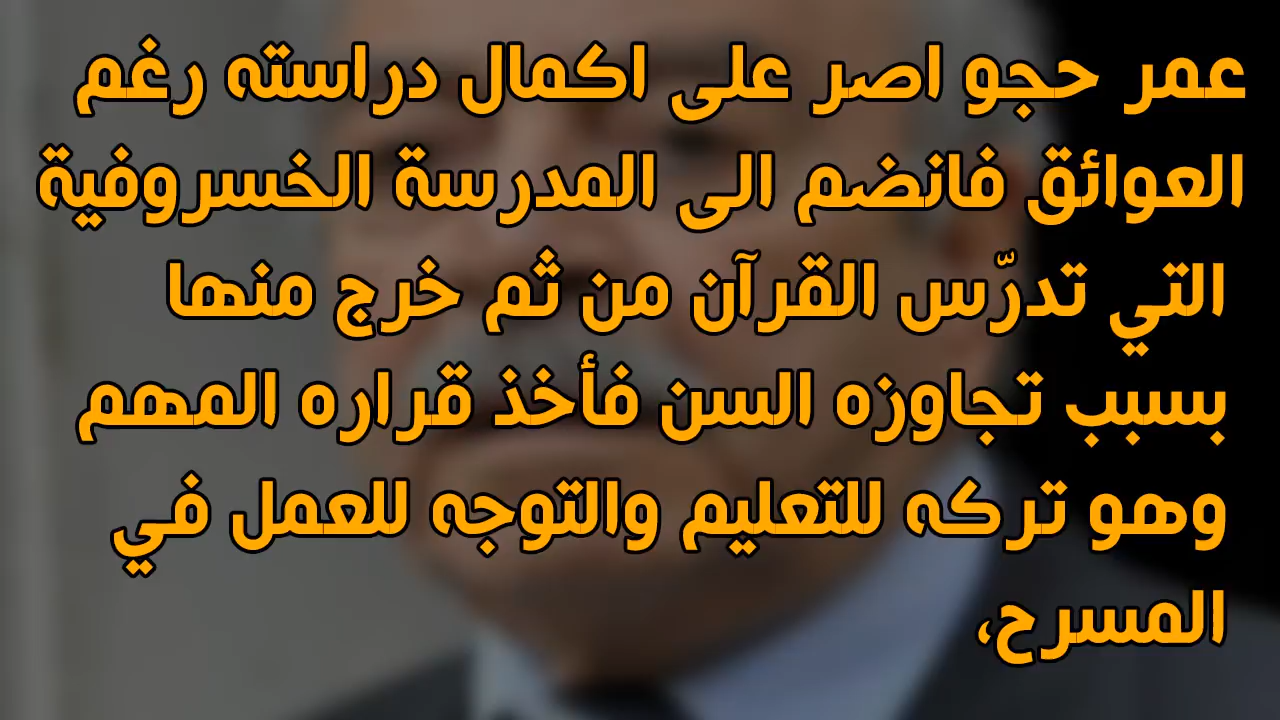 عمر حجو اصر على اكمال دراسته رغم
العوائق فانضم الى المدرسة الخسروفية
التي تدرّس القرآن من ثم خرج منها
بسبب تجاوزه السن فأخذ قراره المهم
وهو تركه للتعليم والتوجه للعمل في
المسرح،